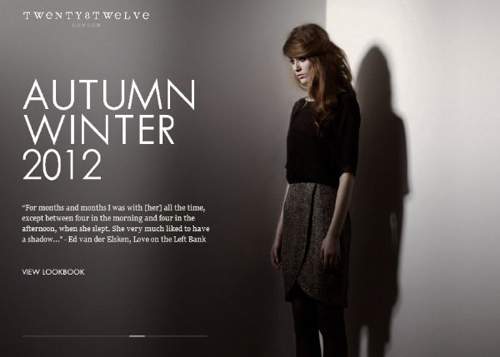 TWENTY8TWELVE
LONDON
AUTUMN
WINTER
2012
"For months and months I was with [her] all the time,
except between four in the morning and four in the
afternoon, when she slept. She very much liked to have
a shadow..." - Ed van der Elsken, Love on the Left Bank
VIEW LOOKBOOK